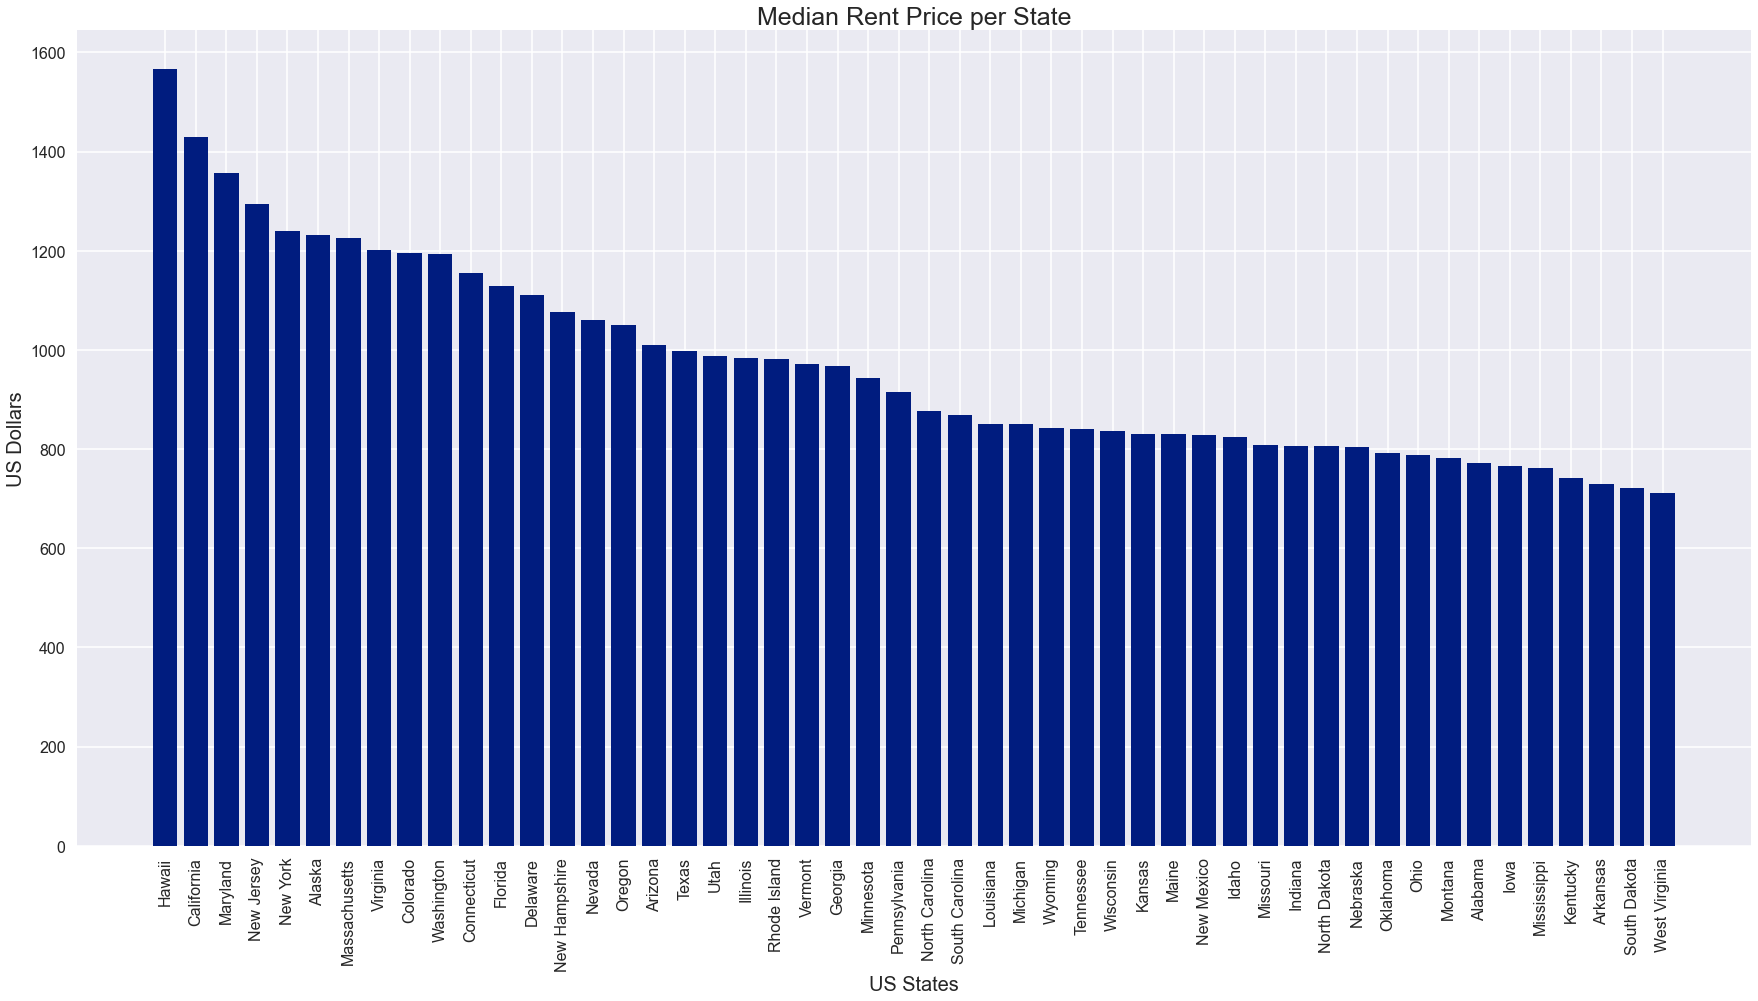 Median Rent Price per State
1600
1400
1200
1000
800
600
400
200
0
US Dollars
Hawaii
California
Maryland
New Jersey
New York
Alaska
Massachusetts
Virginia
Colorado
Washington
Connecticut
Florida
Delaware
New Hampshire
Nevada
Oregon
Arizona
Texas
Utah
Illinois
Rhode Island
Vermont
Georgia
Minnesota
Pennsylvania
North Carolina
South Carolina
Louisiana
Michigan
Wyoming
Tennessee
Wisconsin
Kansas
Maine
New Mexico
Idaho
Missouri
Indiana
North Dakota
Nebraska
Oklahoma
Ohio
Montana
Alabama
Iowa
Mississippi
Kentucky
Arkansas
South Dakota
West Virginia
US States